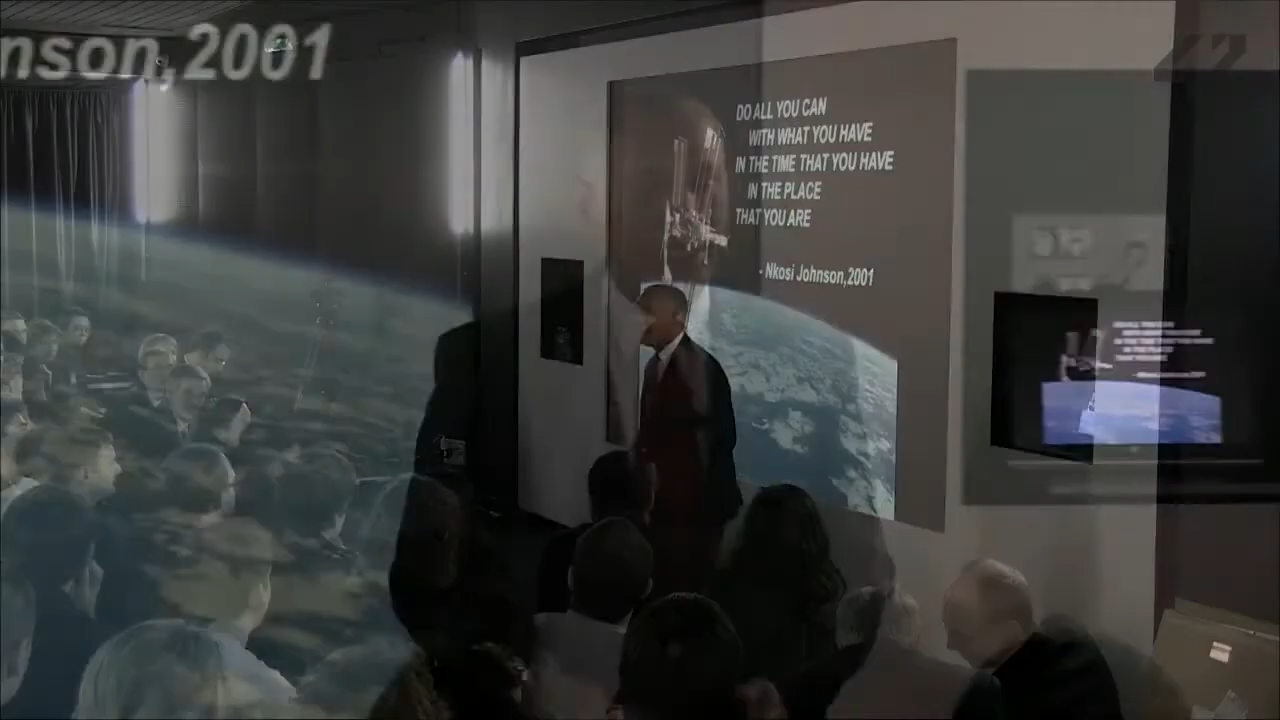 nson,2001
DO ALL YOU CAN
WITH WHAT YOU HAVE
IN THE TIME THAT YOU HAVE
IN THE PLACE
THAT YOU ARE
- Nkosi Johnson,2001